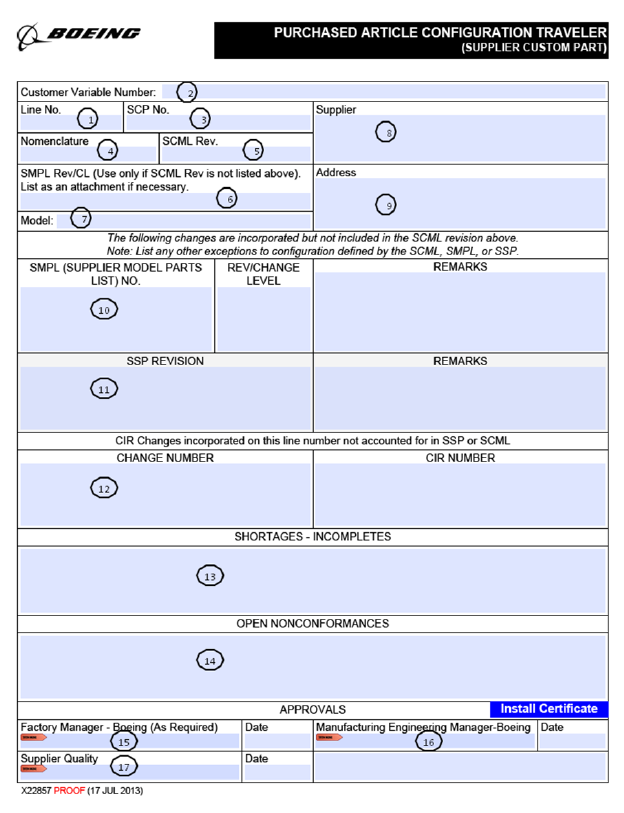 BOEING
PURCHASED ARTICLE CONFIGURATION TRAVELER
(SUPPLIER CUSTOM PART)
Customer Variable Number: 2
Line No. 1 SCP No. 3 Supplier 8
Nomenclature 4 SCML Rev. 5
SMPL Rev/CL (Use only if SCML Rev is not listed above). Address 9
List as an attachment if necessary. 6
Model: 7
The following changes are incorporated but not included in the SCML revision above.
Note: List any other exceptions to configuration defined by the SCML, SMPL, or SSP.
SMPL (SUPPLIER MODEL PARTS REV/CHANGE REMARKS
LIST) NO. LEVEL
10
SSP REVISION REMARKS
11
CIR Changes incorporated on this line number not accounted for in SSP or SCML
CHANGE NUMBER CIR NUMBER
12
SHORTAGES - INCOMPLETES
13
OPEN NONCONFORMANCES
14
APPROVALS Install Certificate
Factory Manager - Boeing (As Required) Date Manufacturing Engineering Manager-Boeing Date
15 16
Supplier Quality Date
17
X22857 PROOF (17 JUL 2013)